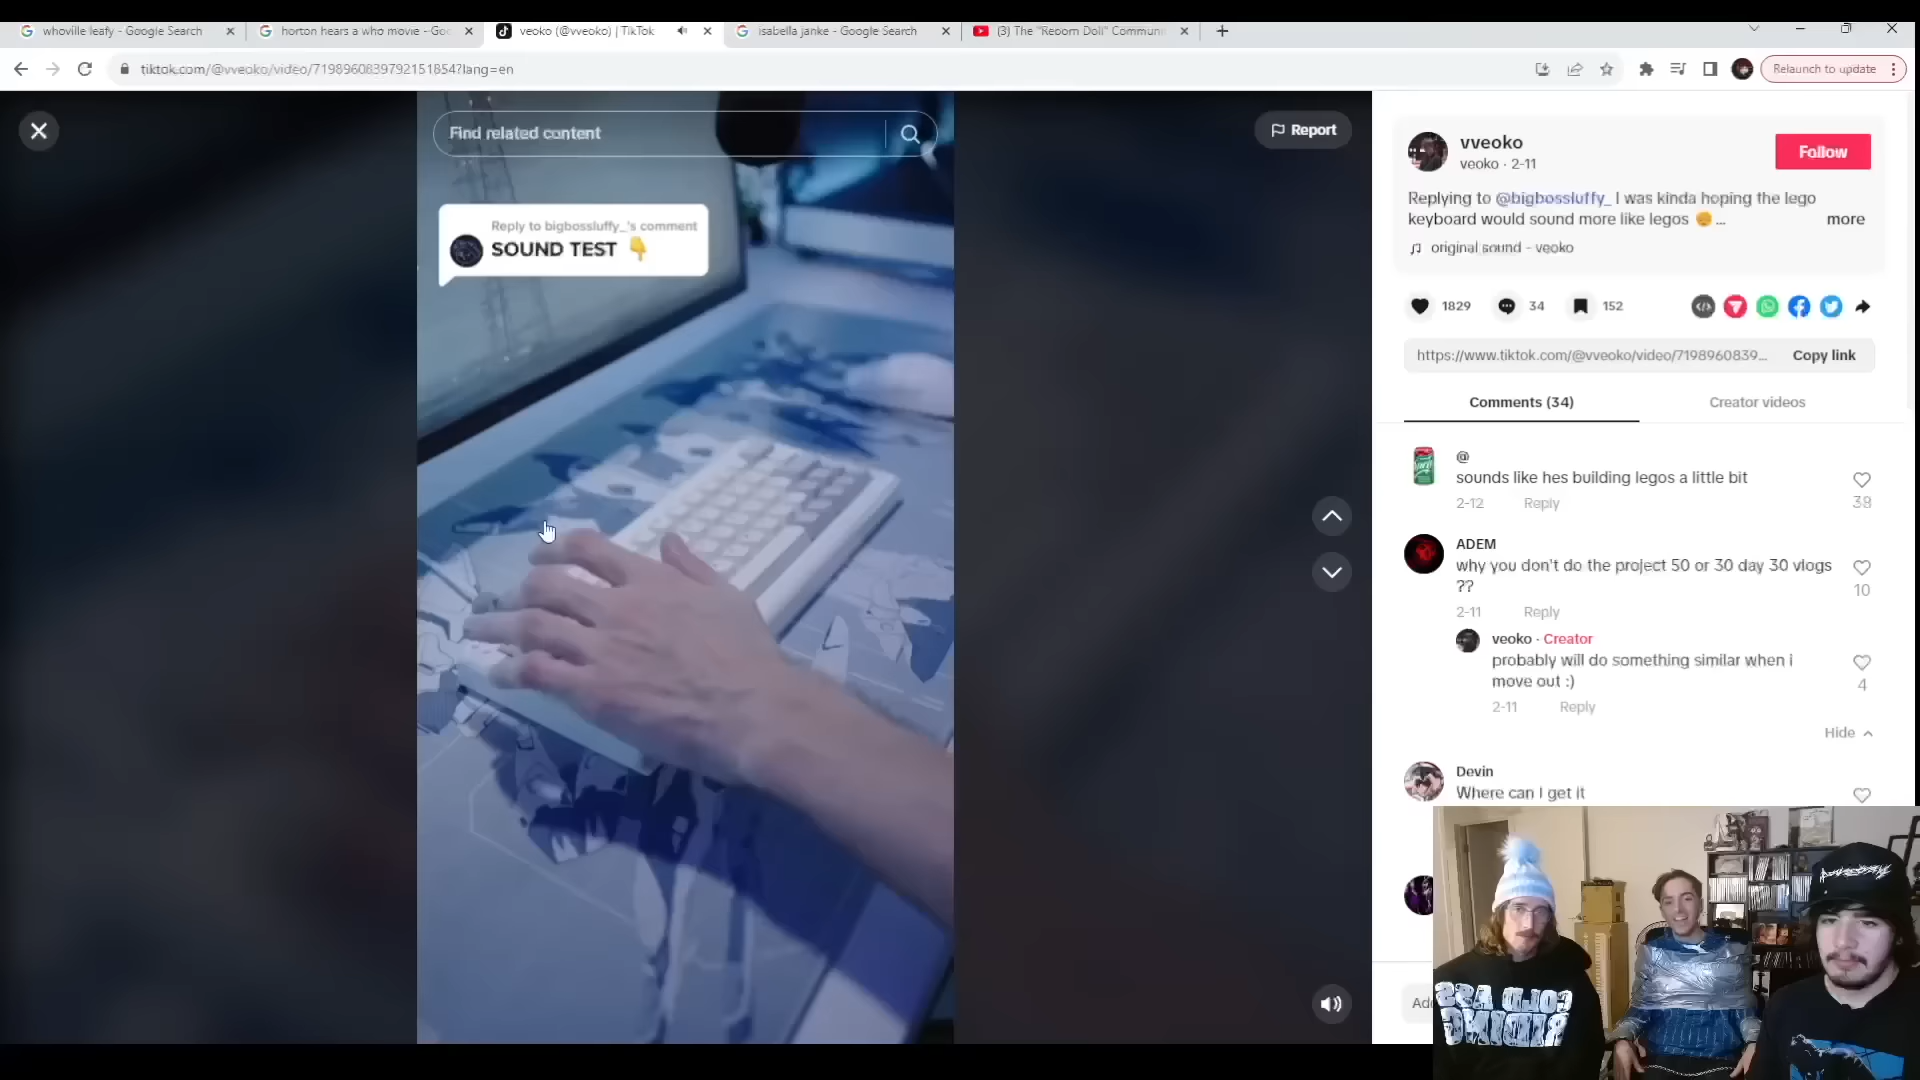 whoville leafy - Google Search
horton hears a who movie - Goo
veoko (@vveoko) | TikTok
isabella janke - Google Search
(3) The "Reborn Doll" Communi
tiktok.com/@vveoko/video/7198960839792151854?lang=en
Relaunch to update
Find related content
Report
Reply to bigbossluffy_'s comment
SOUND TEST 👇
vveoko
veoko · 2-11
Follow
Replying to @bigbossluffy_ I was kinda hoping the lego
keyboard would sound more like legos ✊ ...
more
original sound - veoko
1829
34
152
https://www.tiktok.com/@vveoko/video/7198960839...
Copy link
Comments (34)
Creator videos
@
sounds like hes building legos a little bit
2-12
Reply
38
ADEM
why you don't do the project 50 or 30 day 30 vlogs
??
10
2-11
Reply
veoko · Creator
probably will do something similar when i
move out :)
4
2-11
Reply
Hide
Devin
Where can I get it
Add
COLD ASS
RIDING